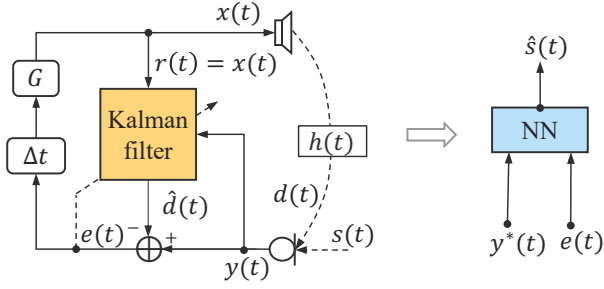 x(t)
G
r(t) = x(t)
ŝ(t)
Kalman
filter
NN
Δt
h(t)
d̂(t)
d(t)
e(t)
−
+
s(t)
y(t)
y*(t)
e(t)